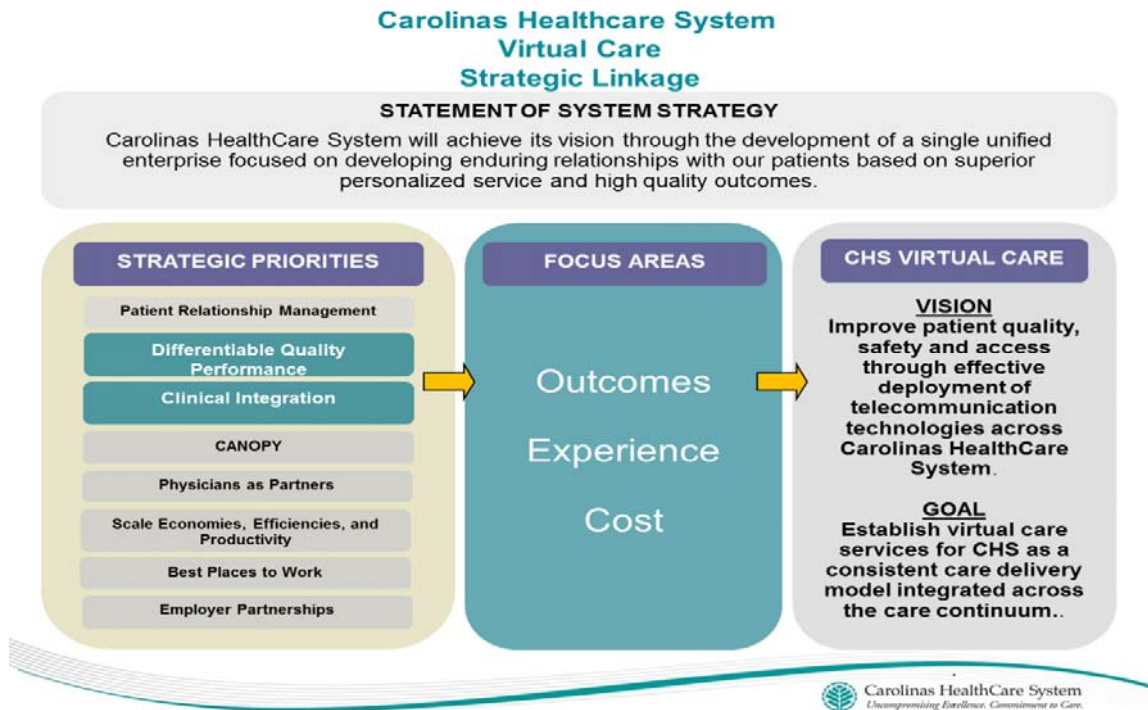 Carolinas Healthcare System
Virtual Care
Strategic Linkage
STATEMENT OF SYSTEM STRATEGY
Carolinas HealthCare System will achieve its vision through the development of a single unified
enterprise focused on developing enduring relationships with our patients based on superior
personalized service and high quality outcomes.
STRATEGIC PRIORITIES
Patient Relationship Management
Differentiable Quality
Performance
Clinical Integration
CANOPY
Physicians as Partners
Scale Economies, Efficiencies, and
Productivity
Best Places to Work
Employer Partnerships
FOCUS AREAS
Outcomes
Experience
Cost
CHS VIRTUAL CARE
VISION
Improve patient quality,
safety and access
through effective
deployment of
telecommunication
technologies across
Carolinas HealthCare
System.
GOAL
Establish virtual care
services for CHS as a
consistent care delivery
model integrated across
the care continuum..
Carolinas HealthCare System
Uncompromising Excellence. Commitment to Care.